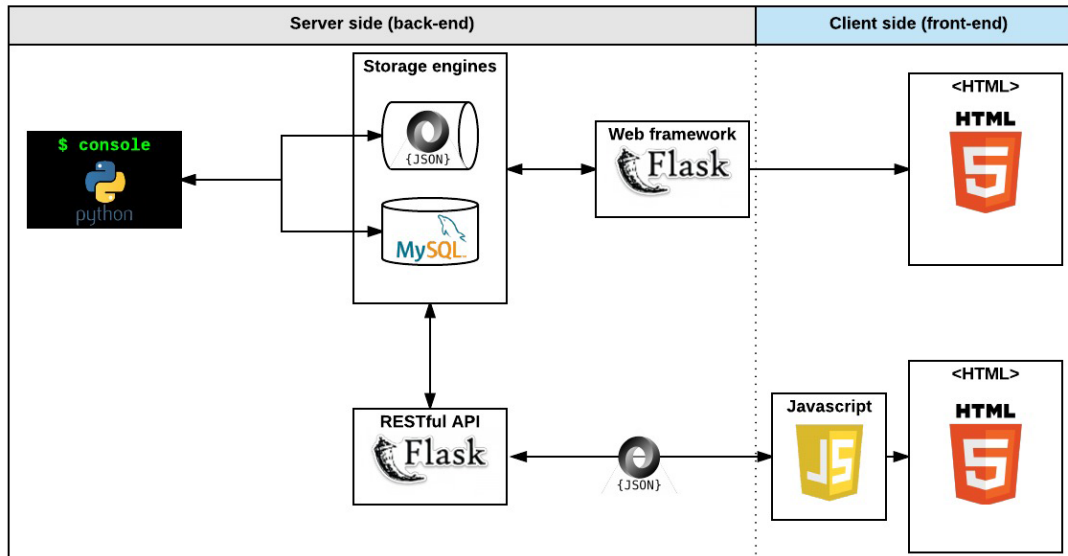 Server side (back-end)
Client side (front-end)
Storage engines
{JSON}
MySQL
$ console
python
Web framework
Flask
<HTML>
HTML
5
RESTful API
Flask
{JSON}
Javascript
JS
<HTML>
HTML
5